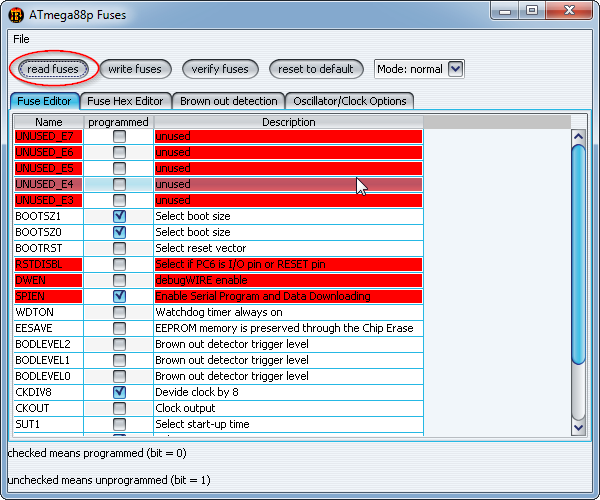 ATmega88p Fuses
File
read fuses write fuses verify fuses reset to default Mode: normal
Fuse Editor Fuse Hex Editor Brown out detection Oscillator/Clock Options
Name programmed Description
UNUSED_E7 unused
UNUSED_E6 unused
UNUSED_E5 unused
UNUSED_E4 unused
UNUSED_E3 unused
BOOTSZ1 Select boot size
BOOTSZ0 Select boot size
BOOTRST Select reset vector
RSTDISBL Select if PC6 is I/O pin or RESET pin
DWEN debugWIRE enable
SPIEN Enable Serial Program and Data Downloading
WDTON Watchdog timer always on
EESAVE EEPROM memory is preserved through the Chip Erase
BODLEVEL2 Brown out detector trigger level
BODLEVEL1 Brown out detector trigger level
BODLEVEL0 Brown out detector trigger level
CKDIV8 Devide clock by 8
CKOUT Clock output
SUT1 Select start-up time
checked means programmed (bit = 0)
unchecked means unprogrammed (bit = 1)